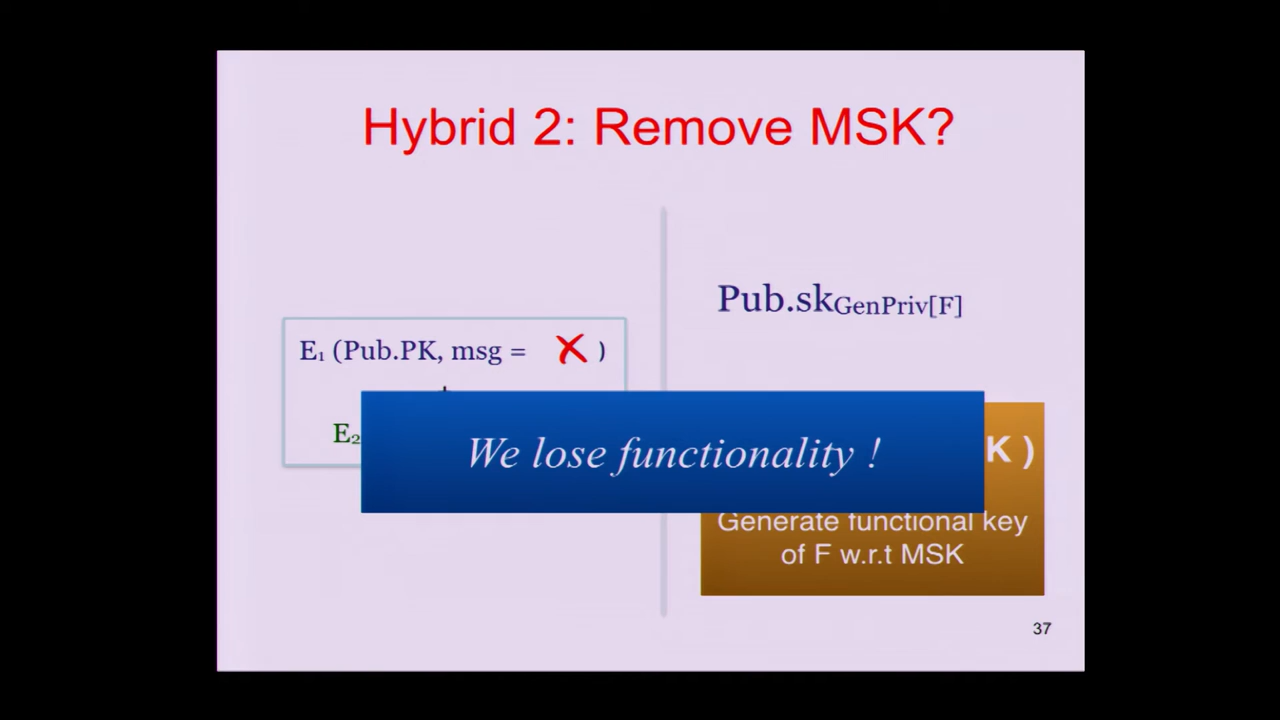 Hybrid 2: Remove MSK?
Pub.skGenPriv[F]
E₁ (Pub.PK, msg = X )
E₂
We lose functionality !
K )
Generate functional key
of F w.r.t MSK
37